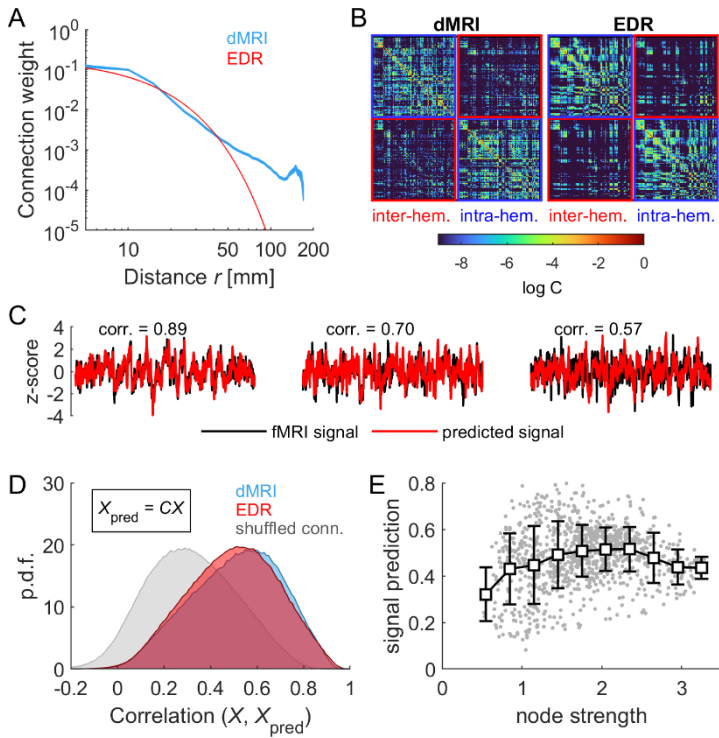 A
dMRI
EDR
10^0
10^-1
10^-2
10^-3
10^-4
10^-5
Connection weight
10 50 100 200
Distance r [mm]
B
dMRI EDR
inter-hem. intra-hem. inter-hem. intra-hem.
-8 -6 -4 -2 0
log C
C
corr. = 0.89 corr. = 0.70 corr. = 0.57
4
2
0
-2
-4
z-score
fMRI signal predicted signal
D
X_pred = CX
dMRI
EDR
shuffled conn.
30
20
10
0
p.d.f.
-0.2 0 0.2 0.4 0.6 0.8 1
Correlation (X, X_pred)
E
0.8
0.6
0.4
0.2
0
signal prediction
0 1 2 3
node strength